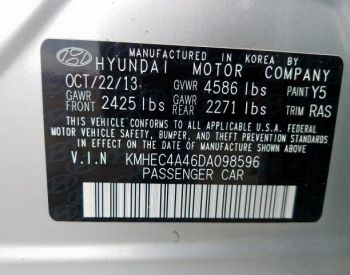 MANUFACTURED IN KOREA BY
HYUNDAI MOTOR COMPANY
OCT/22/13 GVWR 4586 lbs PAINT Y5
GAWR FRONT 2425 lbs GAWR REAR 2271 lbs TRIM RAS
THIS VEHICLE CONFORMS TO ALL APPLICABLE U.S. FEDERAL MOTOR VEHICLE
SAFETY, BUMPER, AND THEFT PREVENTION STANDARDS
IN EFFECT ON THE DATE OF MANUFACTURE SHOWN ABOVE.
V.I.N KMHEC4A46DA098596
PASSENGER CAR